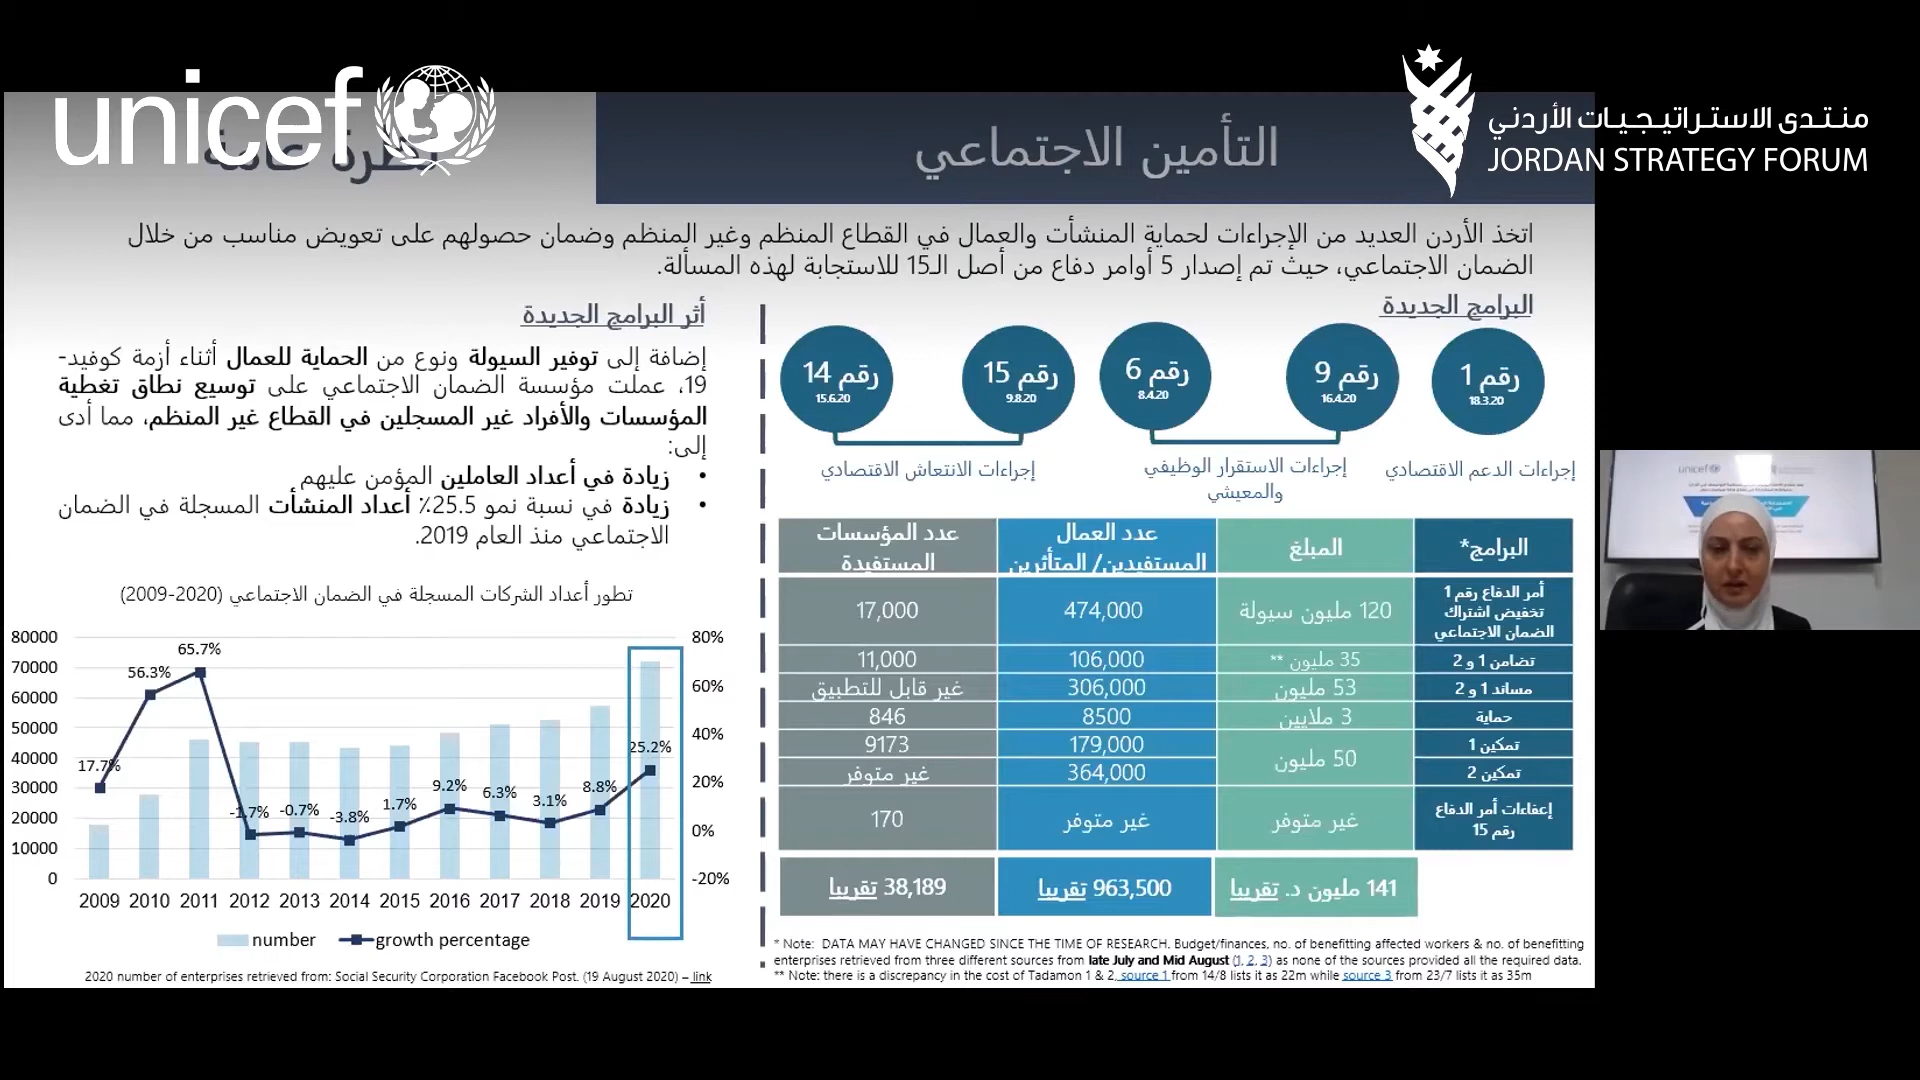 unicef
منتدى الاستراتيجيات الأردني
JORDAN STRATEGY FORUM
التأمين الاجتماعي
نظرة عامة
اتخذ الأردن العديد من الإجراءات لحماية المنشأت والعمال في القطاع المنظم وغير المنظم وضمان حصولهم على تعويض مناسب من خلال
الضمان الاجتماعي، حيث تم إصدار 5 أوامر دفاع من أصل الـ15 للاستجابة لهذه المسألة.
البرامج الجديدة
رقم 1
18.3.20
رقم 9
16.4.20
رقم 6
8.4.20
رقم 15
9.8.20
رقم 14
15.6.20
إجراءات الدعم الاقتصادي
إجراءات الاستقرار الوظيفي
والمعيشي
إجراءات الانتعاش الاقتصادي
البرامج*
المبلغ
عدد العمال
المستفيدين/ المتأثرين
عدد المؤسسات
المستفيدة
أمر الدفاع رقم 1
تخفيض اشتراك
الضمان الاجتماعي
120 مليون سيولة
474,000
17,000
تضامن 1 و 2
35 مليون **
106,000
11,000
مساند 1 و 2
53 مليون
306,000
غير قابل للتطبيق
حماية
3 ملايين
8500
846
تمكين 1
50 مليون
179,000
9173
تمكين 2
364,000
غير متوفر
إعفاءات أمر الدفاع
رقم 15
غير متوفر
غير متوفر
170
141 مليون د. تقريبا
963,500 تقريبا
38,189 تقريبا
* Note: DATA MAY HAVE CHANGED SINCE THE TIME OF RESEARCH. Budget/finances, no. of benefitting affected workers & no. of benefitting
enterprises retrieved from three different sources from late July and Mid August (1, 2, 3) as none of the sources provided all the required data.
** Note: there is a discrepancy in the cost of Tadamon 1 & 2, source 1 from 14/8 lists it as 22m while source 3 from 23/7 lists it as 35m
أثر البرامج الجديدة
إضافة إلى توفير السيولة ونوع من الحماية للعمال أثناء أزمة كوفيد-
19، عملت مؤسسة الضمان الاجتماعي على توسيع نطاق تغطية
المؤسسات والأفراد غير المسجلين في القطاع غير المنظم، مما أدى
إلى:
• زيادة في أعداد العاملين المؤمن عليهم
• زيادة في نسبة نمو 25.5٪ أعداد المنشأت المسجلة في الضمان
الاجتماعي منذ العام 2019.
تطور أعداد الشركات المسجلة في الضمان الاجتماعي (2009-2020)
80000
70000
60000
50000
40000
30000
20000
10000
0
80%
60%
40%
20%
0%
-20%
17.7%
56.3%
65.7%
-1.7%
-0.7%
-3.8%
1.7%
9.2%
6.3%
3.1%
8.8%
25.2%
2009 2010 2011 2012 2013 2014 2015 2016 2017 2018 2019 2020
number growth percentage
2020 number of enterprises retrieved from: Social Security Corporation Facebook Post. (19 August 2020) – link
unicef